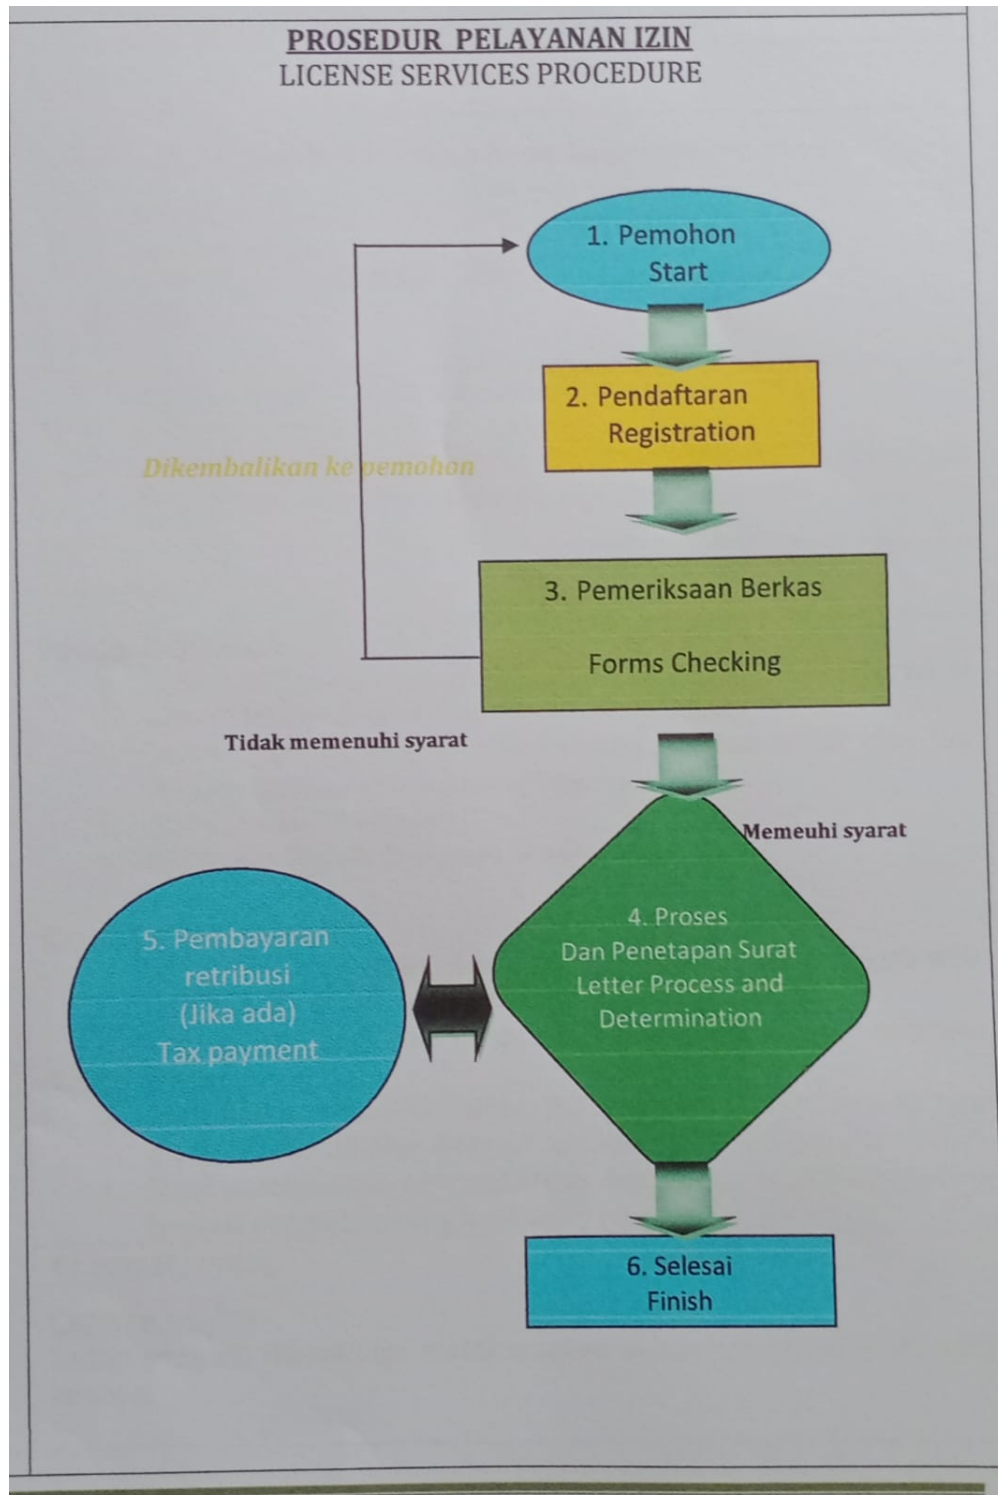 PROSEDUR PELAYANAN IZIN
LICENSE SERVICES PROCEDURE
1. Pemohon
Start
2. Pendaftaran
Registration
Dikembalikan ke pemohon
3. Pemeriksaan Berkas
Forms Checking
Tidak memenuhi syarat
Memeuhi syarat
4. Proses
Dan Penetapan Surat
Letter Process and
Determination
5. Pembayaran
retribusi
(Jika ada)
Tax payment
6. Selesai
Finish